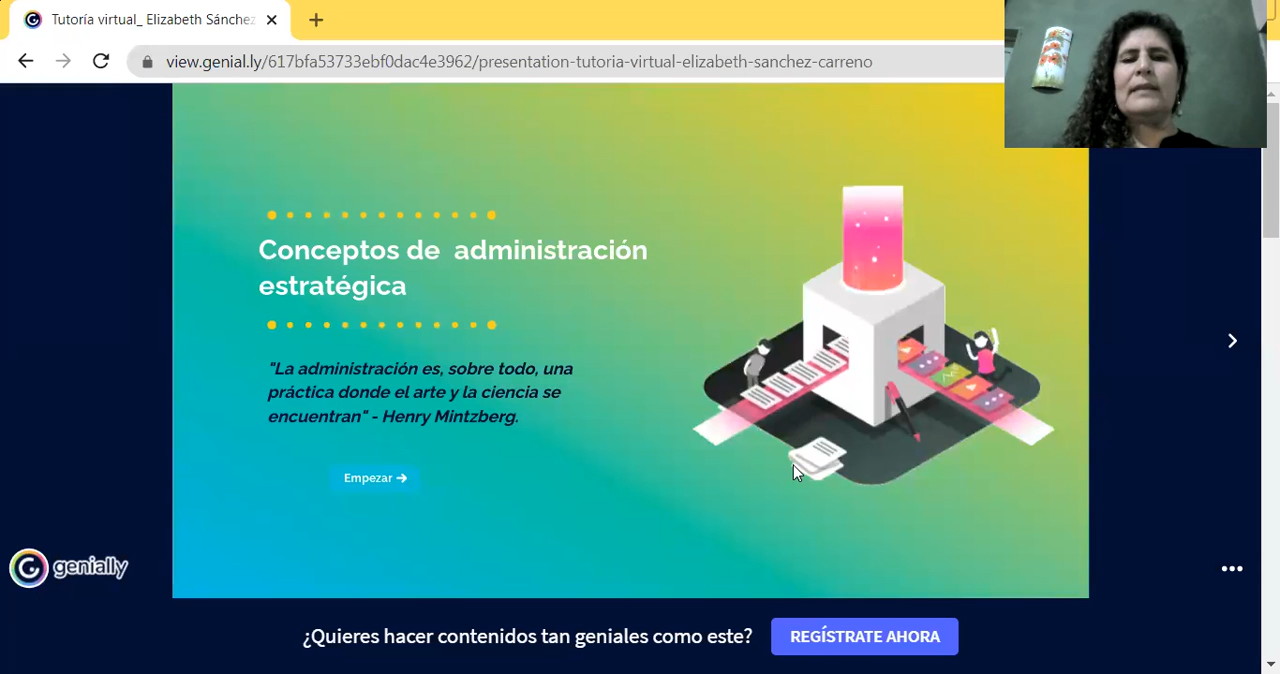 Tutoría virtual_ Elizabeth Sánchez
view.genial.ly/617bfa53733ebf0dac4e3962/presentation-tutoria-virtual-elizabeth-sanchez-carreno
Conceptos de administración
estratégica
"La administración es, sobre todo, una
práctica donde el arte y la ciencia se
encuentran" - Henry Mintzberg.
Empezar
genially
¿Quieres hacer contenidos tan geniales como este?
REGÍSTRATE AHORA